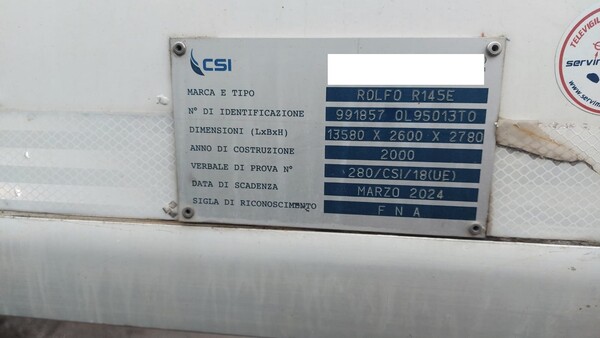 CSI
MARCA E TIPO ROLFO R145E
N° DI IDENTIFICAZIONE 991857 0L95013T0
DIMENSIONI (LxBxH) 13580 X 2600 X 2780
ANNO DI COSTRUZIONE 2000
VERBALE DI PROVA N° 280/CSI/18(UE)
DATA DI SCADENZA MARZO 2024
SIGLA DI RICONOSCIMENTO F N A